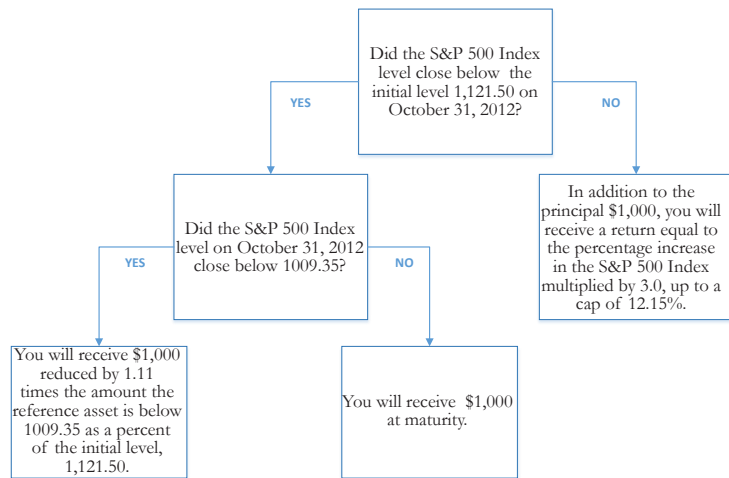 Did the S&P 500 Index
level close below the
initial level 1,121.50 on
October 31, 2012?
YES
NO
Did the S&P 500 Index
level on October 31, 2012
close below 1009.35?
In addition to the
principal $1,000, you will
receive a return equal to
the percentage increase
in the S&P 500 Index
multiplied by 3.0, up to a
cap of 12.15%.
YES
NO
You will receive $1,000
reduced by 1.11
times the amount the
reference asset is below
1009.35 as a percent
of the initial level,
1,121.50.
You will receive $1,000
at maturity.